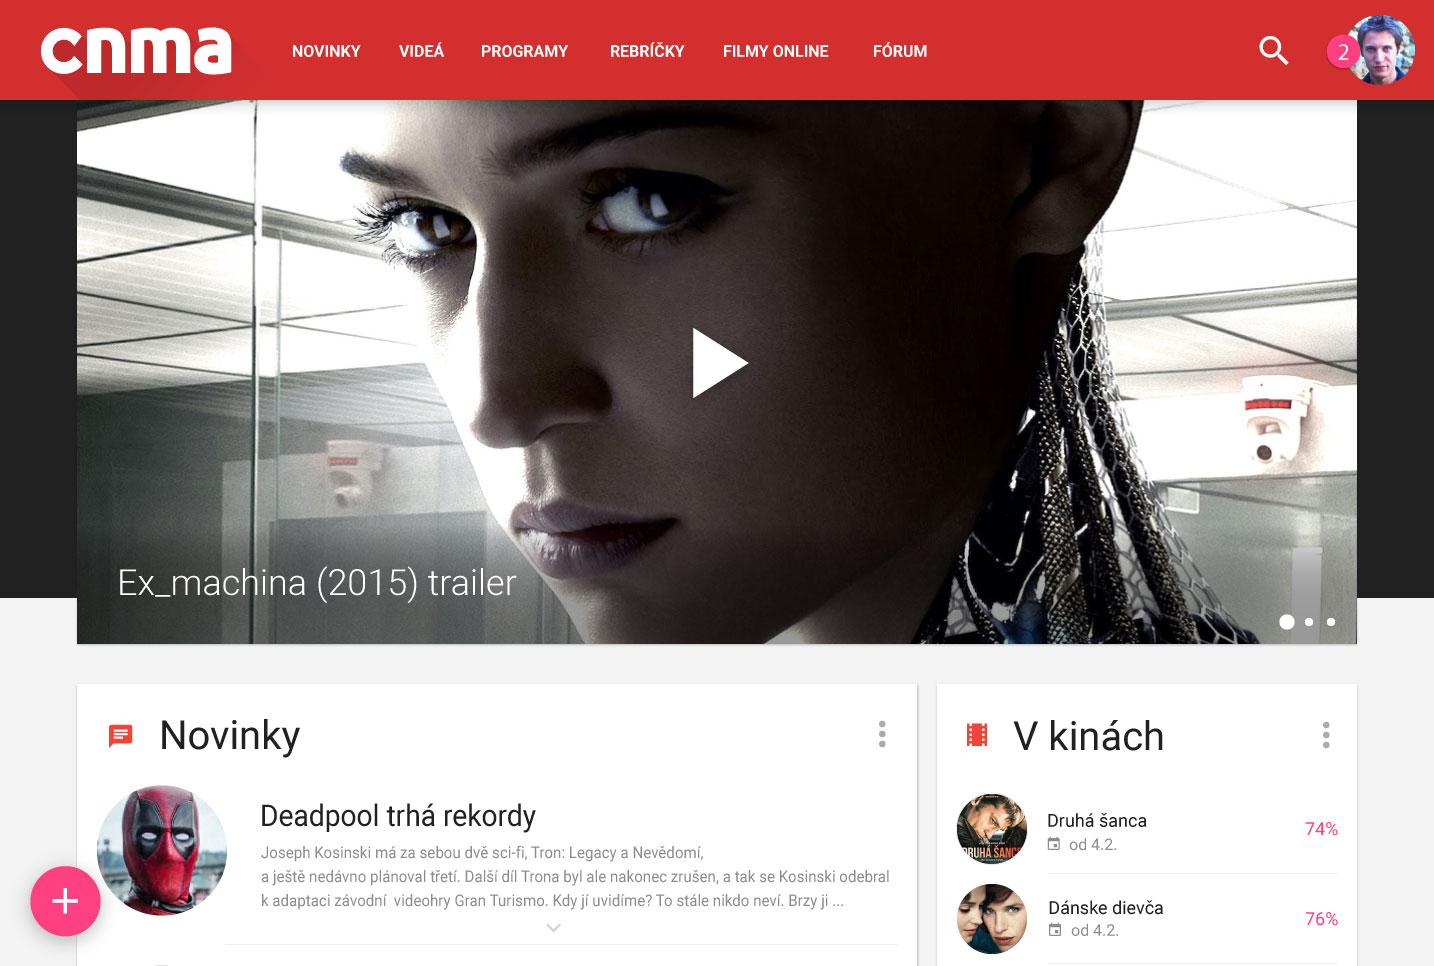 cnma
NOVINKY VIDEÁ PROGRAMY REBRÍČKY FILMY ONLINE FÓRUM
2
Ex_machina (2015) trailer
Novinky
Deadpool trhá rekordy
Joseph Kosinski má za sebou dvě sci-fi, Tron: Legacy a Nevědomí,
a ještě nedávno plánoval třetí. Další díl Trona byl ale nakonec zrušen, a tak se Kosinski odebral
k adaptaci závodní videohry Gran Turismo. Kdy jí uvidíme? To stále nikdo neví. Brzy ji ...
V kinách
DRUHÁ ŠANCE
Druhá šanca
74%
od 4.2.
Dánske dievča
76%
od 4.2.